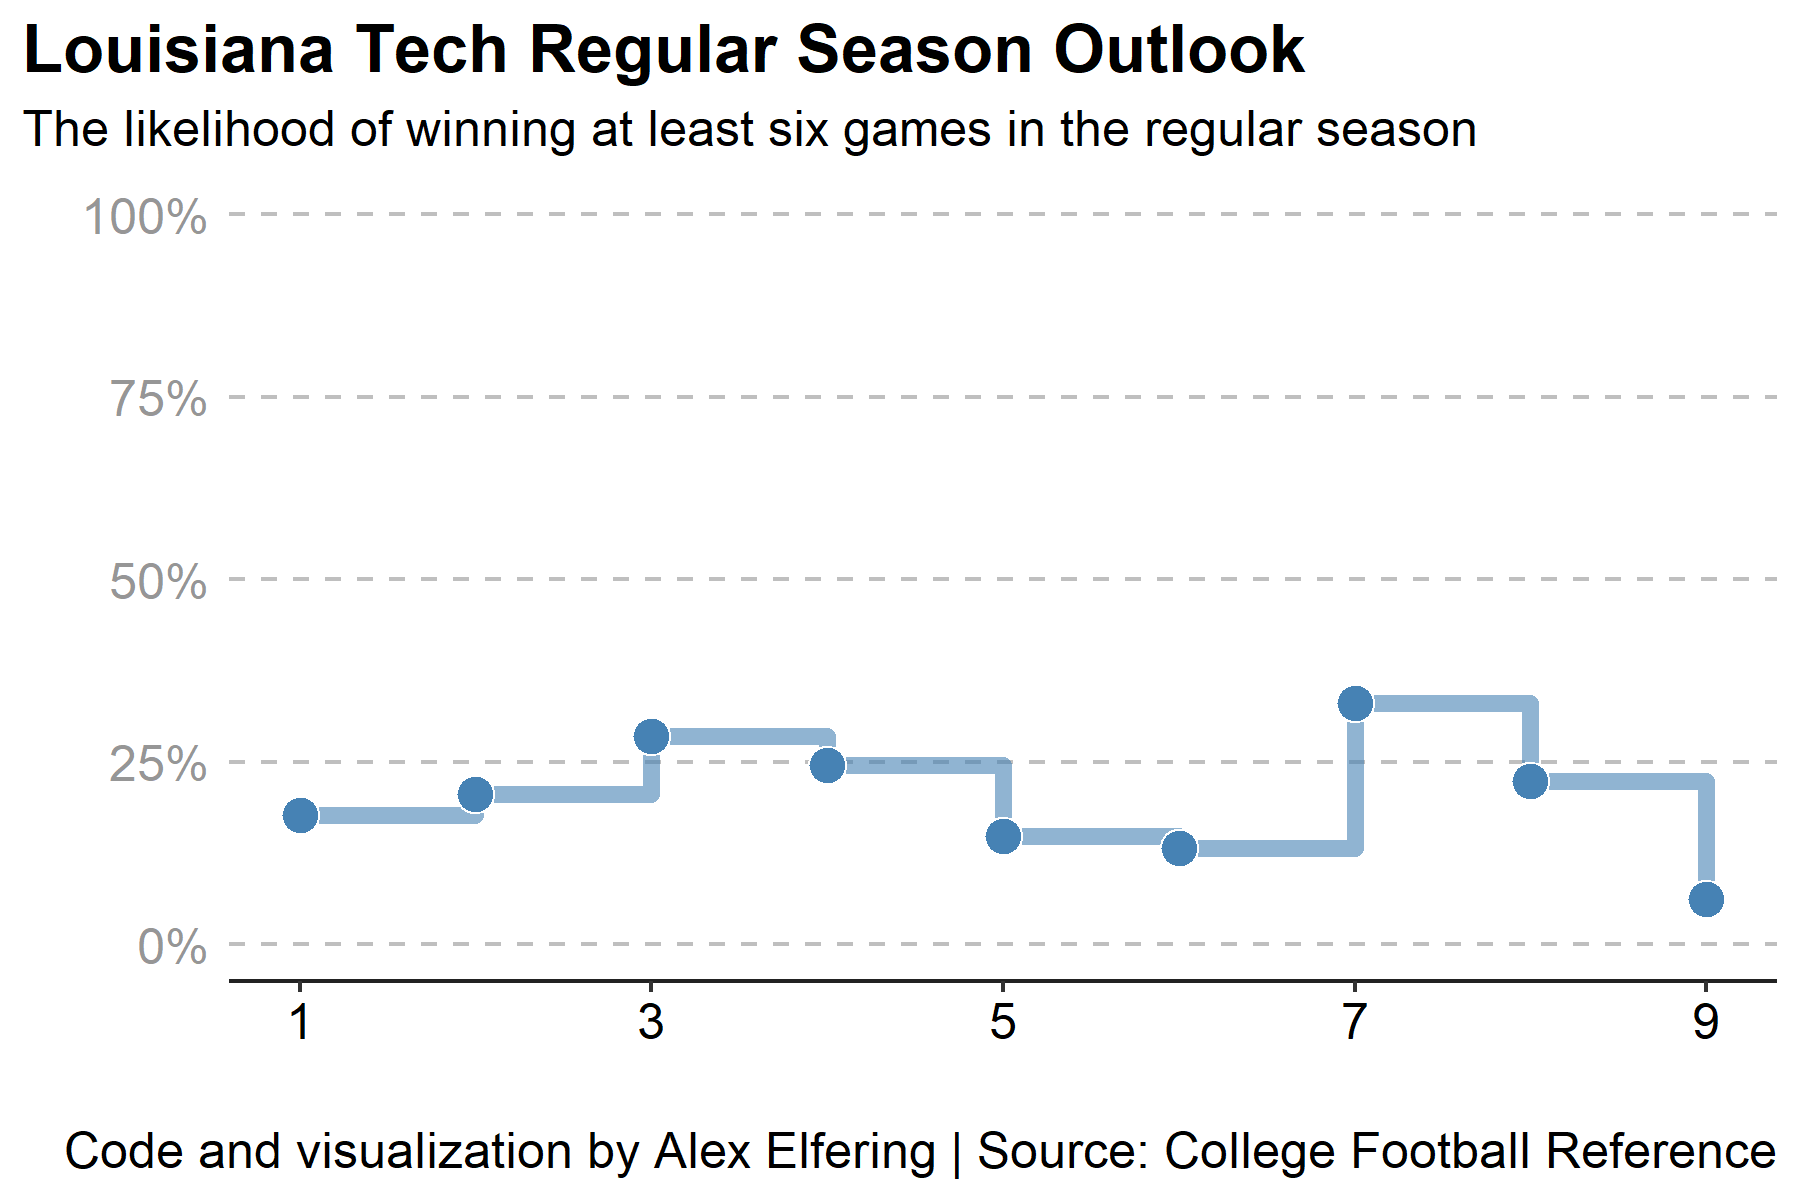 Louisiana Tech Regular Season Outlook
The likelihood of winning at least six games in the regular season
100%
75%
50%
25%
0%
1 3 5 7 9
Code and visualization by Alex Elfering | Source: College Football Reference